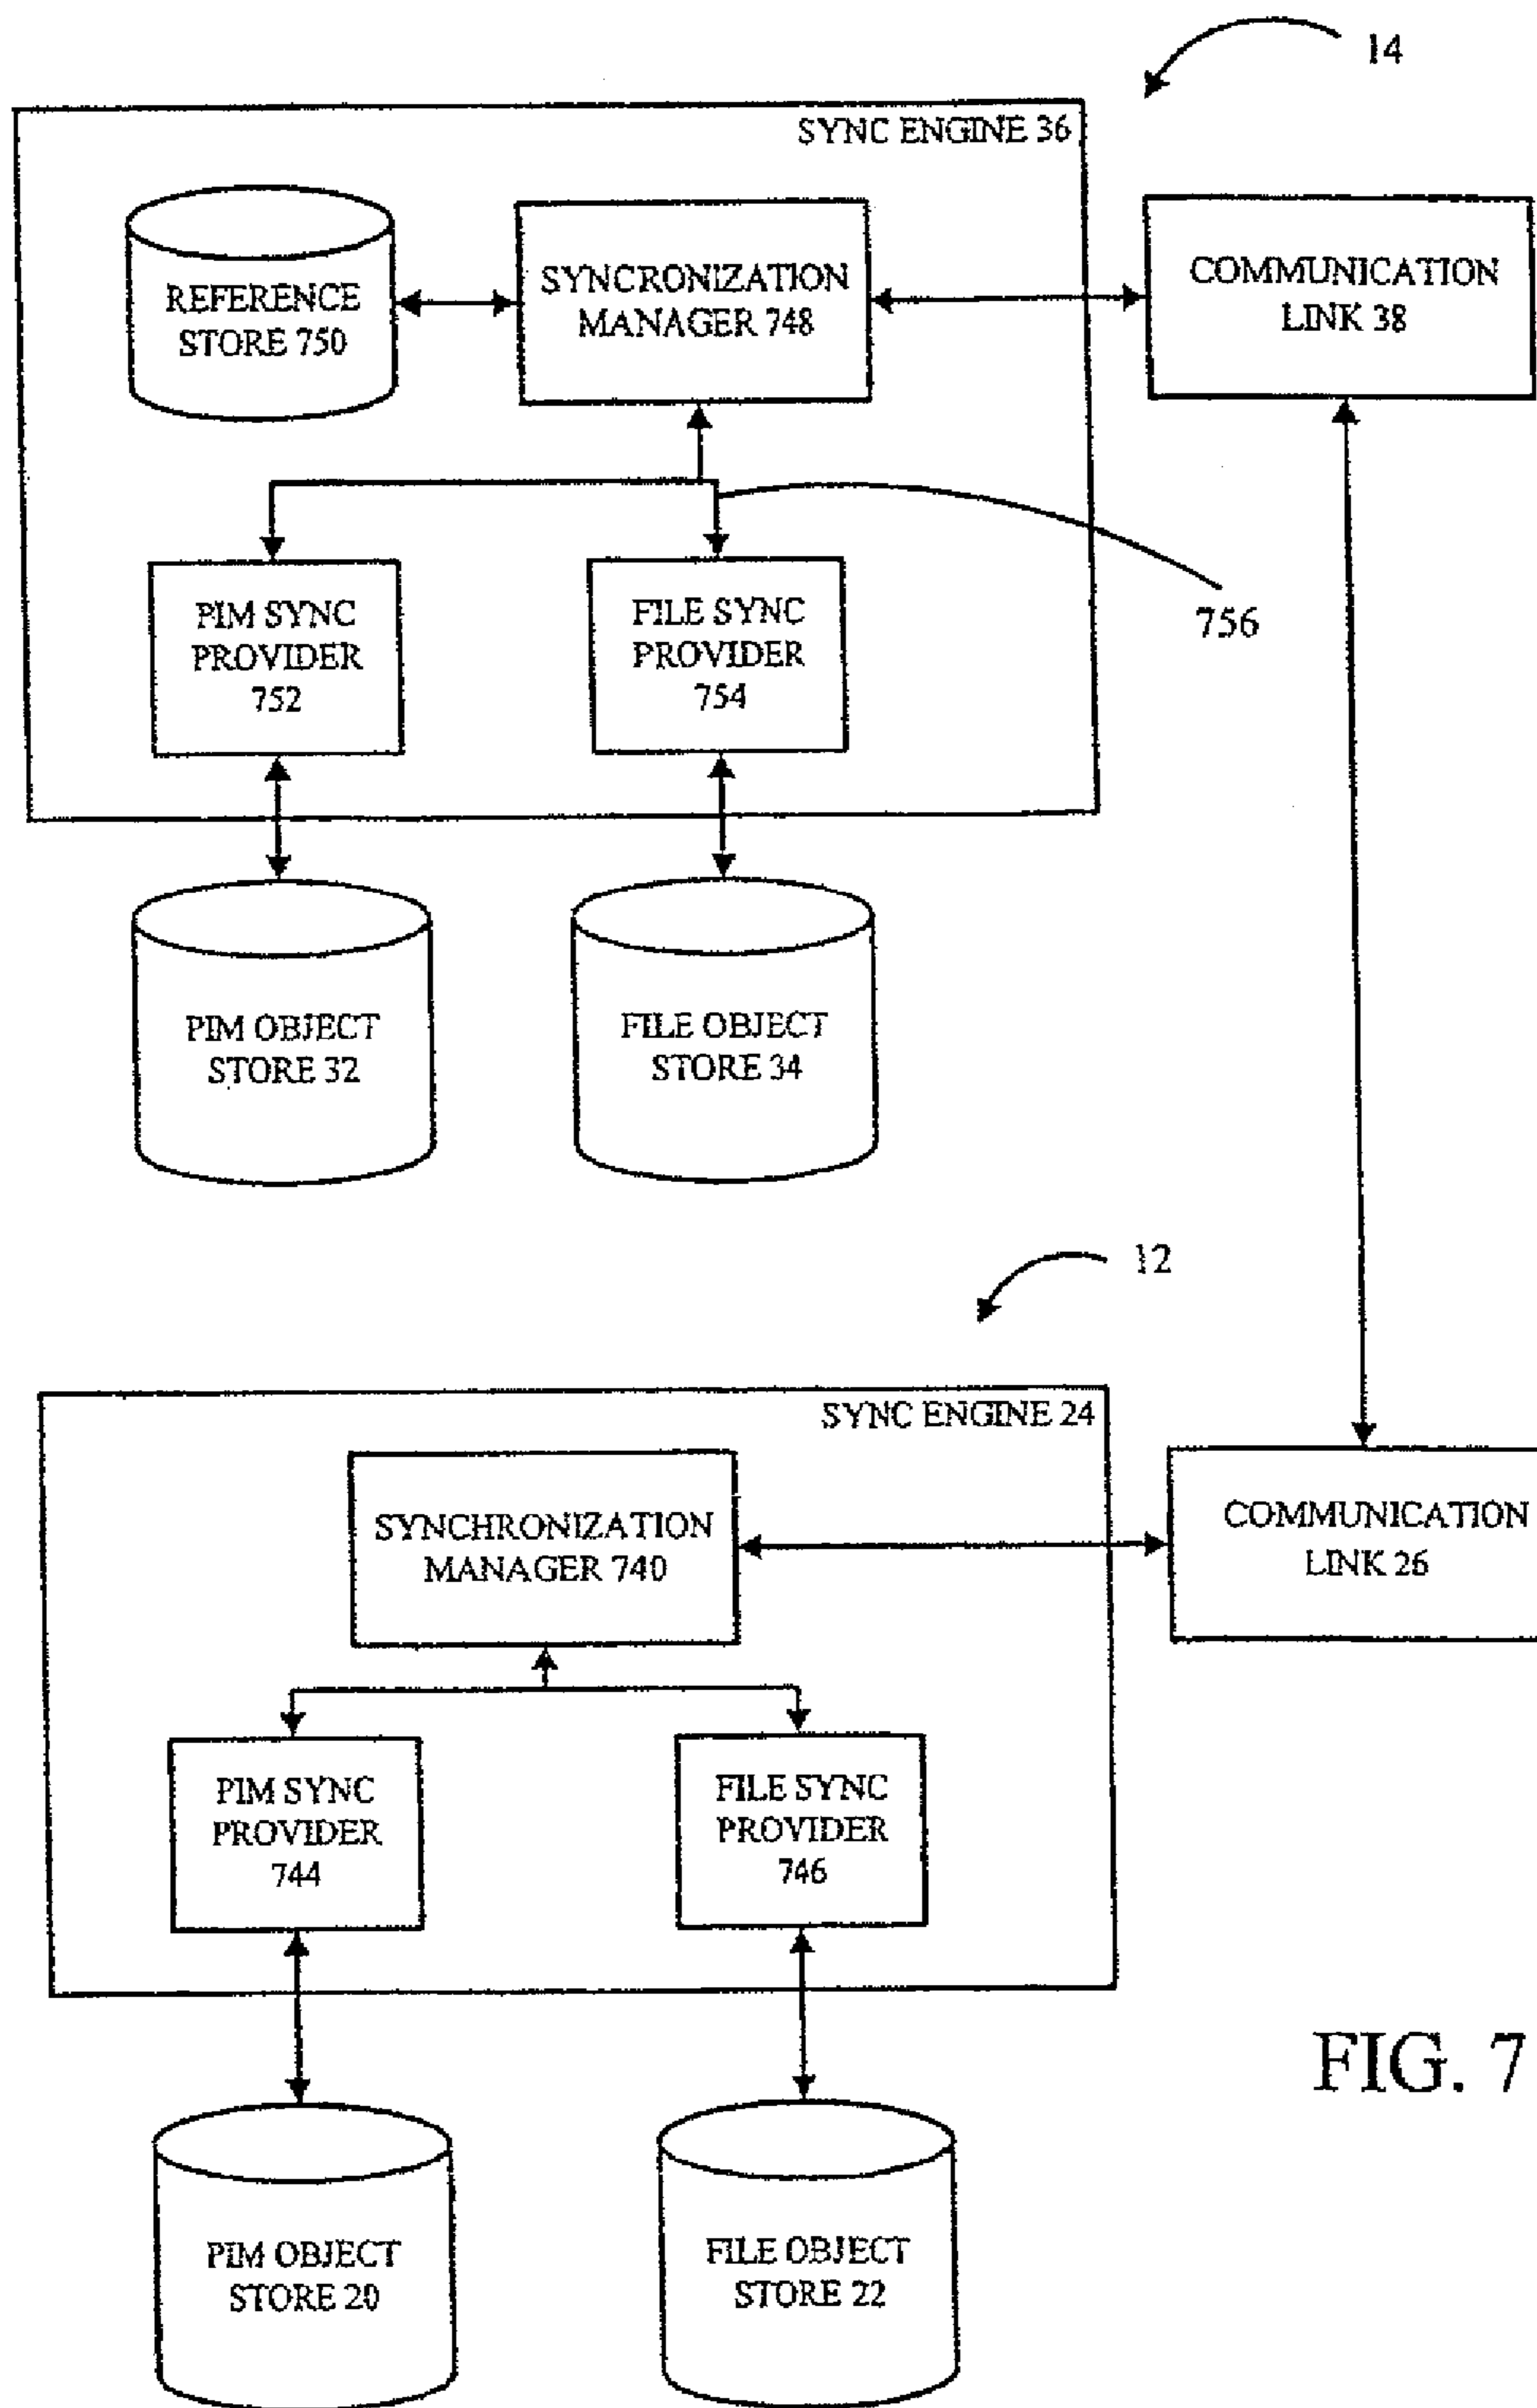 14
SYNC ENGINE 36
REFERENCE
STORE 750
SYNCRONIZATION
MANAGER 748
COMMUNICATION
LINK 38
PIM SYNC
PROVIDER
752
FILE SYNC
PROVIDER
754
756
PIM OBJECT
STORE 32
FILE OBJECT
STORE 34
12
SYNC ENGINE 24
SYNCHRONIZATION
MANAGER 740
COMMUNICATION
LINK 26
PIM SYNC
PROVIDER
744
FILE SYNC
PROVIDER
746
FIG. 7
PIM OBJECT
STORE 20
FILE OBJECT
STORE 22